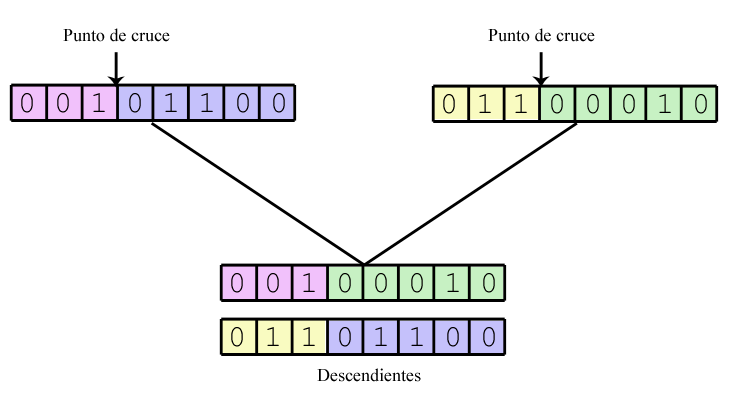 Punto de cruce
Punto de cruce
0 0 1 0 1 1 0 0
0 1 1 0 0 0 1 0
0 0 1 0 0 0 1 0
0 1 1 0 1 1 0 0
Descendientes